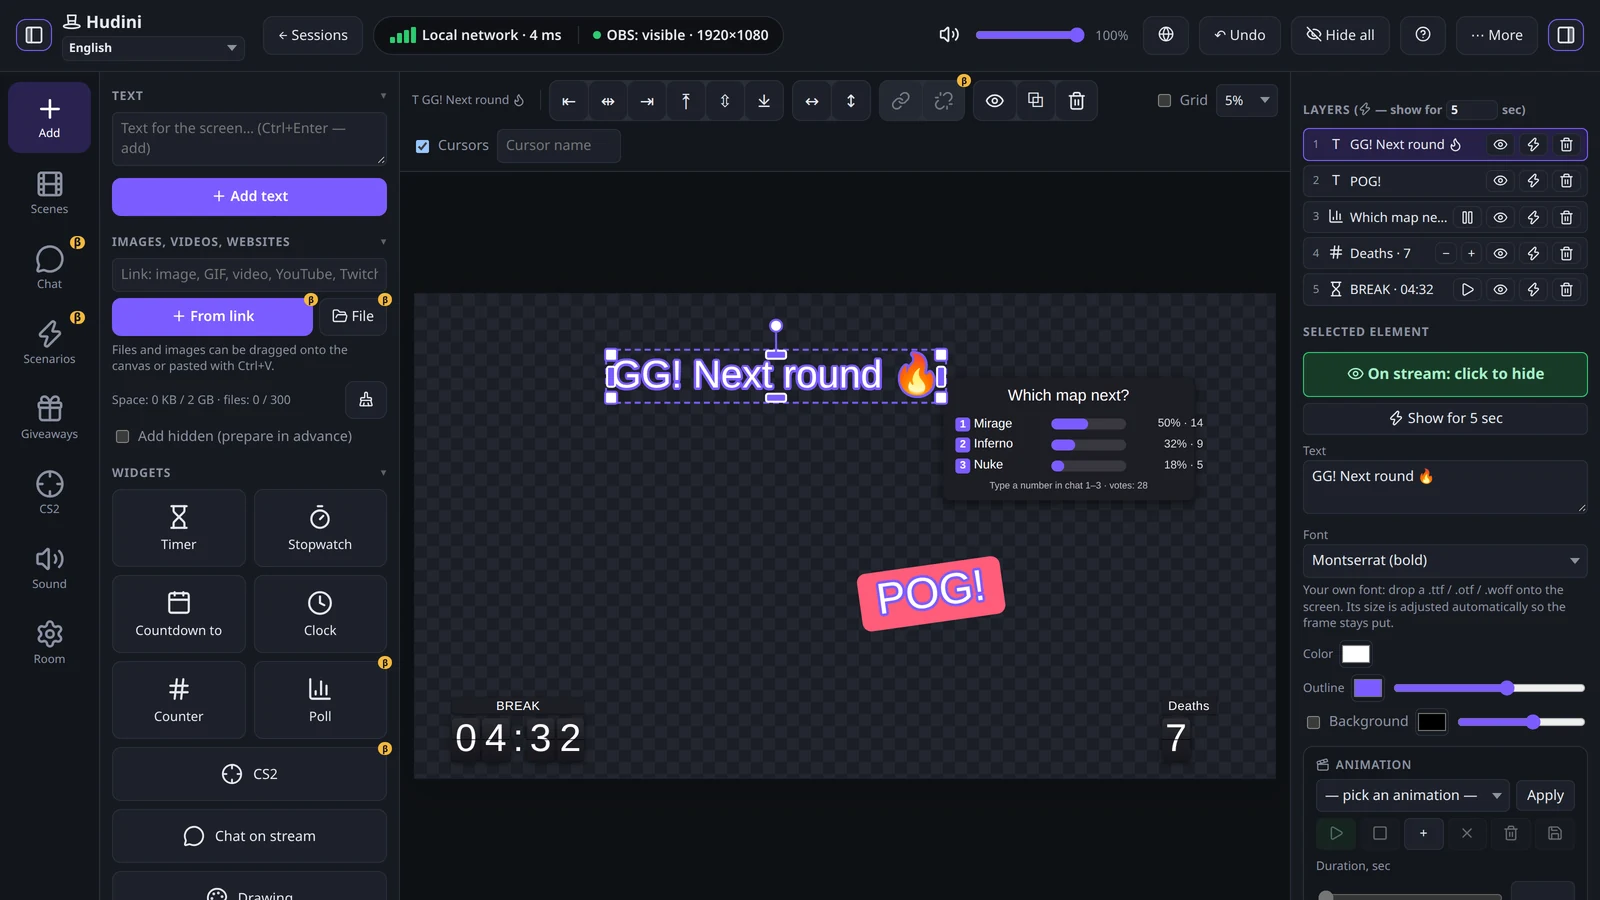 Hudini
English
← Sessions
Local network · 4 ms
OBS: visible · 1920×1080
100%
↶ Undo
Hide all
··· More
Add
Scenes
β
Chat
β
Scenarios
Giveaways
CS2
Sound
Room
TEXT
Text for the screen... (Ctrl+Enter —
add)
+ Add text
IMAGES, VIDEOS, WEBSITES
Link: image, GIF, video, YouTube, Twitch
β
β
+ From link
File
Files and images can be dragged onto the
canvas or pasted with Ctrl+V.
Space: 0 KB / 2 GB · files: 0 / 300
Add hidden (prepare in advance)
WIDGETS
Timer
Stopwatch
Countdown to
Clock
β
Counter
Poll
β
CS2
Chat on stream
Drawing
T GG! Next round
β
Grid
5%
Cursors
Cursor name
GG! Next round 🔥
Which map next?
1 Mirage 50% · 14
2 Inferno 32% · 9
3 Nuke 18% · 5
Type a number in chat 1–3 · votes: 28
POG!
BREAK
04:32
Deaths
7
LAYERS (⚡ — show for 5 sec)
1 T GG! Next round
2 T POG!
3 Which map ne...
4 # Deaths · 7 − +
5 BREAK · 04:32
SELECTED ELEMENT
On stream: click to hide
Show for 5 sec
Text
GG! Next round 🔥
Font
Montserrat (bold)
Your own font: drop a .ttf / .otf / .woff onto the
screen. Its size is adjusted automatically so the
frame stays put.
Color
Outline
Background
ANIMATION
— pick an animation —
Apply
+
Duration, sec